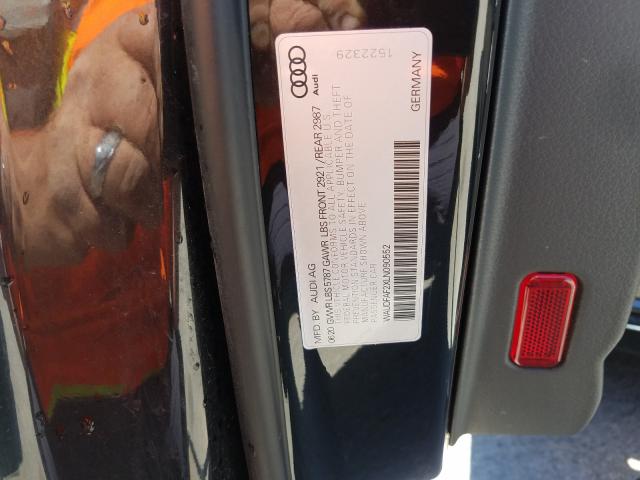 Audi
1522329
GERMANY
MFD BY AUDI AG
06.20 GVWR LBS 5787 GAWR LBS FRONT 2921/REAR 2987
THIS VEHICLE CONFORMS TO ALL APPLICABLE U.S.
FEDERAL MOTOR VEHICLE SAFETY, BUMPER AND THEFT
PREVENTION STANDARDS IN EFFECT ON THE DATE OF
MANUFACTURE SHOWN ABOVE.
PASSENGER CAR
WAUDFAF2XLN090552